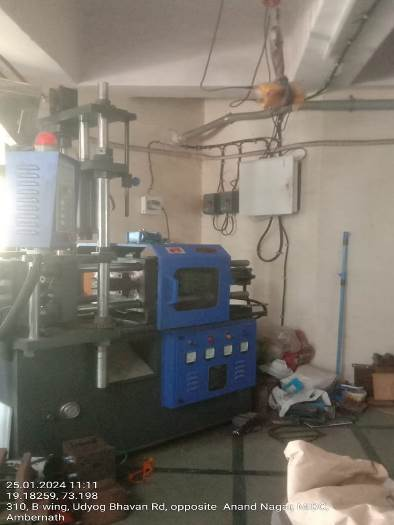 25.01.2024 11:11
19.18259, 73.198
310, B wing, Udyog Bhavan Rd, opposite Anand Nagar, MIDC,
Ambernath